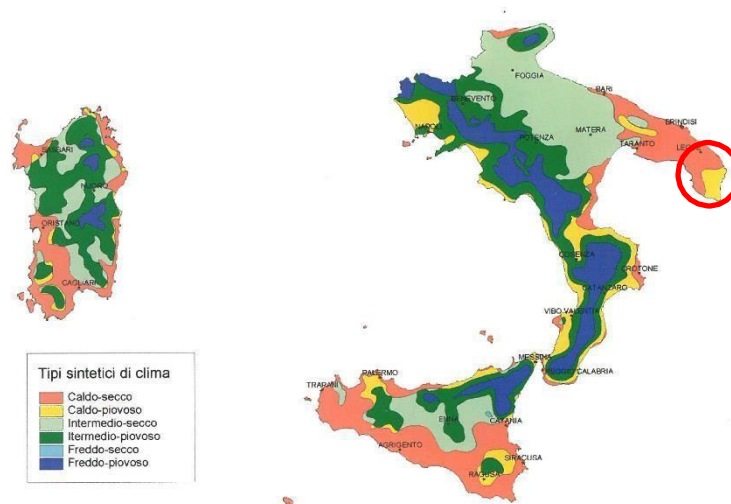 FOGGIA
BARI
BENEVENTO
BRINDISI
NAPOLI
MATERA
POTENZA
TARANTO
SASSARI
NUORO
ORISTANO
COSENZA
CROTONE
CAGLIARI
CATANZARO
VIBO VALENTIA
MESSINA
REGGIO CALABRIA
PALERMO
TRAPANI
ENNA
CATANIA
AGRIGENTO
SIRACUSA
RAGUSA
Tipi sintetici di clima
Caldo-secco
Caldo-piovoso
Intermedio-secco
Itermedio-piovoso
Freddo-secco
Freddo-piovoso